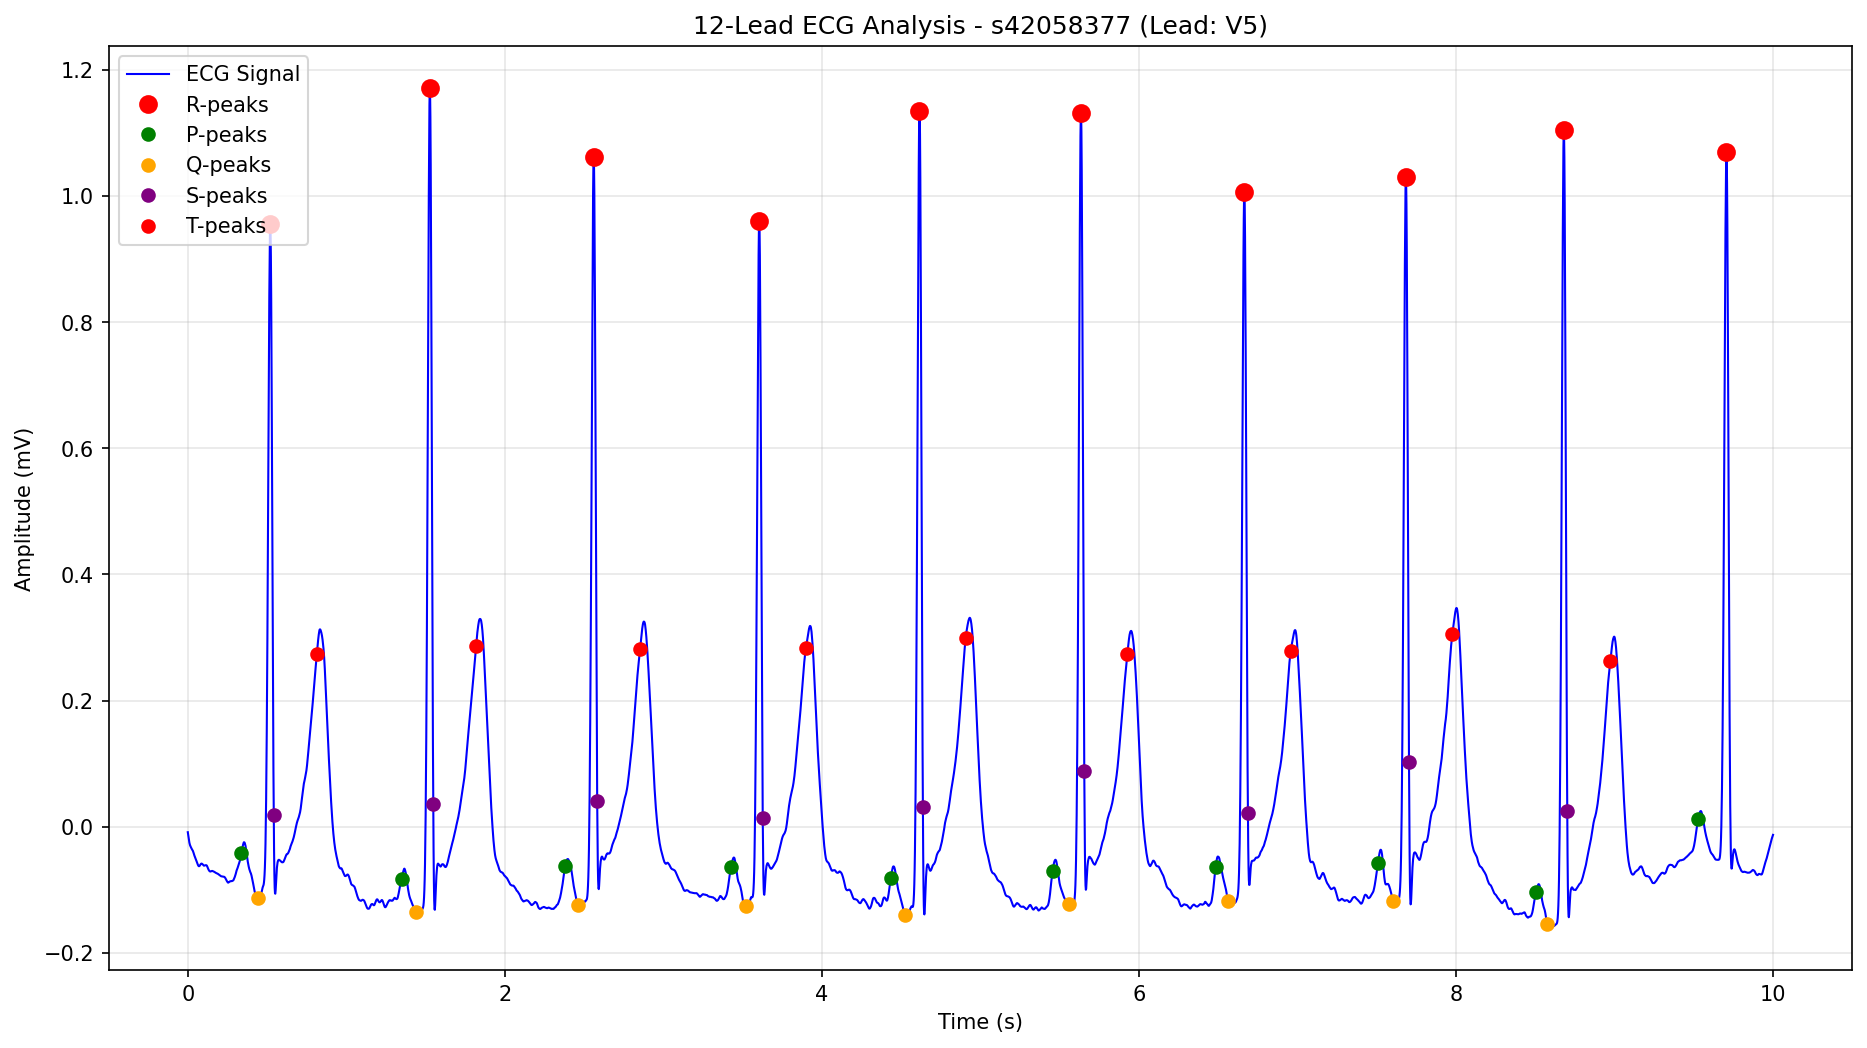 12-Lead ECG Analysis - s42058377 (Lead: V5)
ECG Signal
R-peaks
P-peaks
Q-peaks
S-peaks
T-peaks
Amplitude (mV)
1.2
1.0
0.8
0.6
0.4
0.2
0.0
−0.2
0 2 4 6 8 10
Time (s)